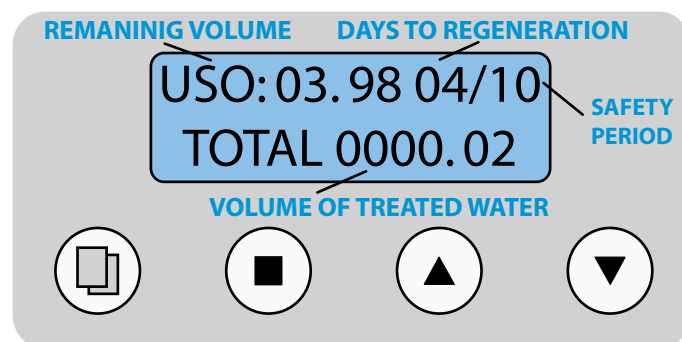 REMANINIG VOLUME DAYS TO REGENERATION
USO: 03. 98 04/10
SAFETY
PERIOD
TOTAL 0000. 02
VOLUME OF TREATED WATER